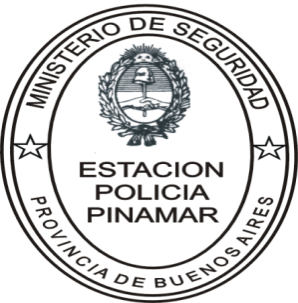 MINISTERIO DE SEGURIDAD
ESTACION
POLICIA
PINAMAR
PROVINCIA DE BUENOS AIRES